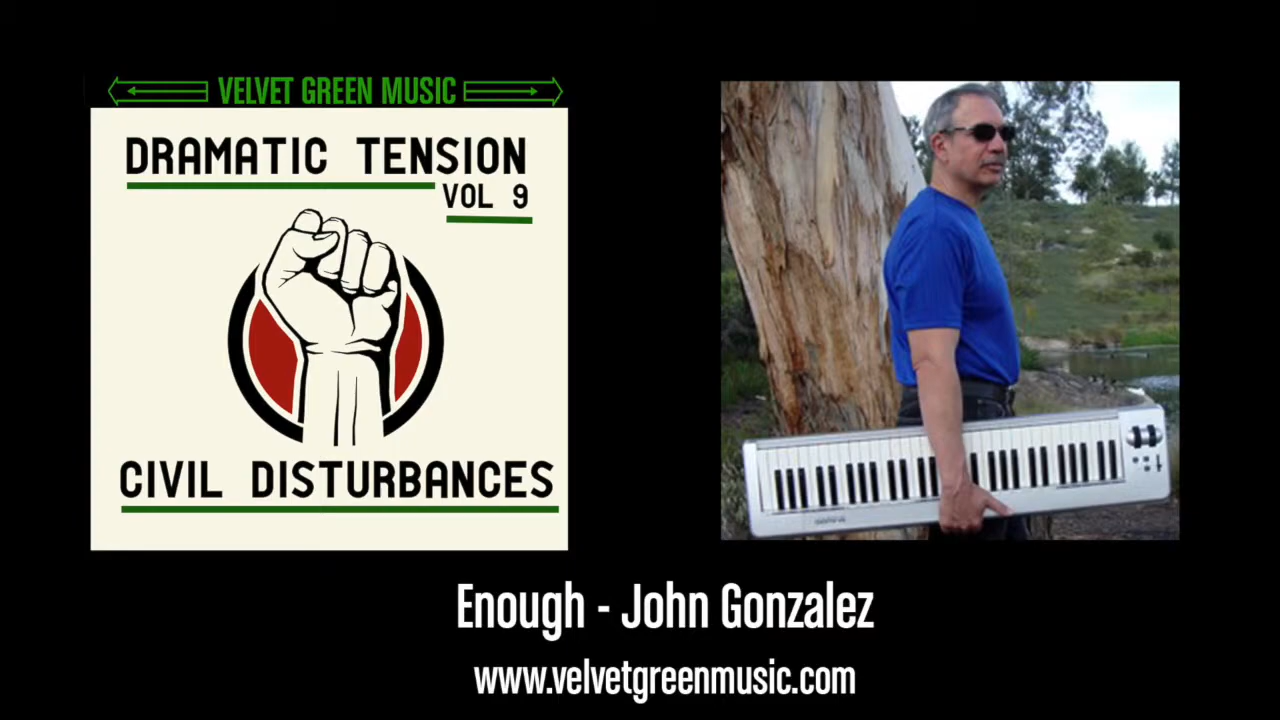 VELVET GREEN MUSIC
DRAMATIC TENSION
VOL 9
CIVIL DISTURBANCES
Enough - John Gonzalez
www.velvetgreenmusic.com